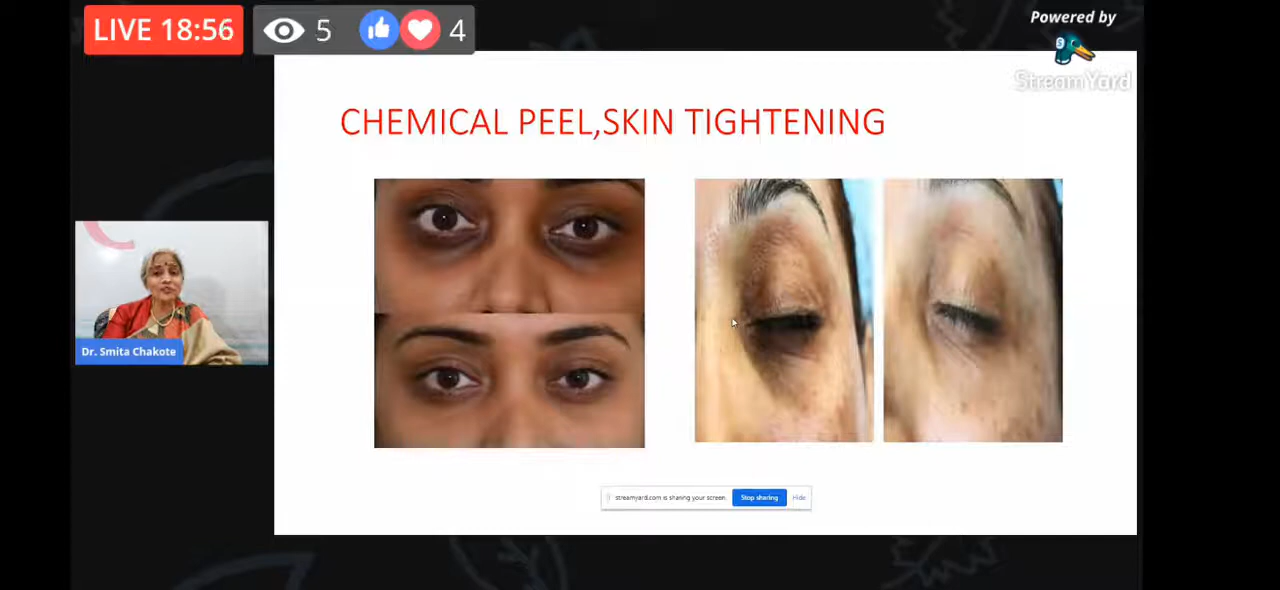 LIVE 18:56
5
4
Powered by
StreamYard
CHEMICAL PEEL,SKIN TIGHTENING
Dr. Smita Chakote
streamyard.com is sharing your screen.
Stop sharing
Hide